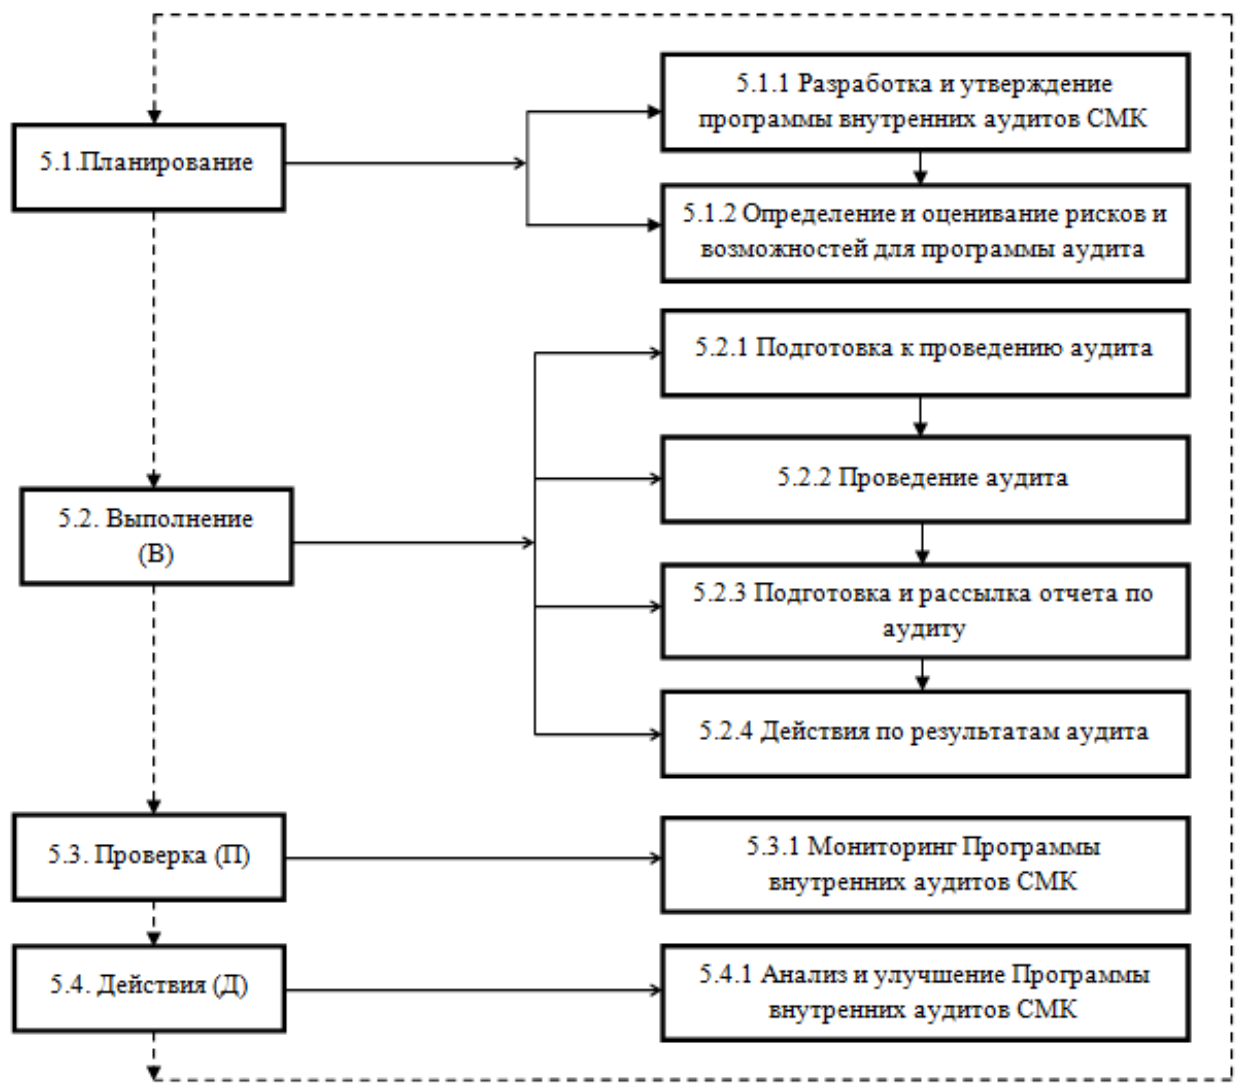 5.1.Планирование
5.1.1 Разработка и утверждение
программы внутренних аудитов СМК
5.1.2 Определение и оценивание рисков и
возможностей для программы аудита
5.2. Выполнение
(В)
5.2.1 Подготовка к проведению аудита
5.2.2 Проведение аудита
5.2.3 Подготовка и рассылка отчета по
аудиту
5.2.4 Действия по результатам аудита
5.3. Проверка (П)
5.3.1 Мониторинг Программы
внутренних аудитов СМК
5.4. Действия (Д)
5.4.1 Анализ и улучшение Программы
внутренних аудитов СМК